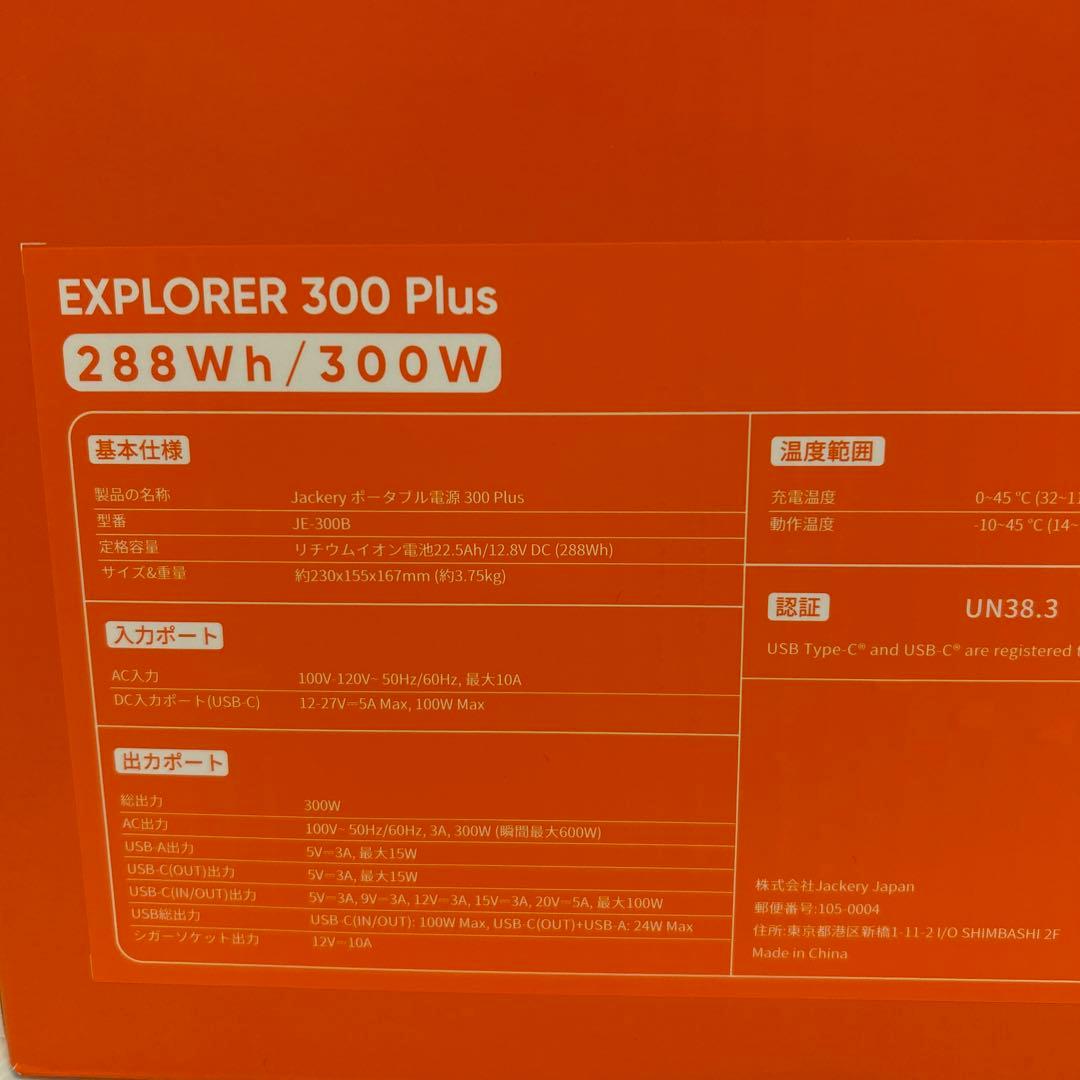 EXPLORER 300 Plus
288Wh/300W
基本仕様
製品の名称 Jackery ポータブル電源 300 Plus
型番 JE-300B
定格容量 リチウムイオン電池22.5Ah/12.8V DC (288Wh)
サイズ&重量 約230x155x167mm (約3.75kg)
入力ポート
AC入力 100V-120V~ 50Hz/60Hz, 最大10A
DC入力ポート(USB-C) 12-27V⎓5A Max, 100W Max
出力ポート
総出力 300W
AC出力 100V~ 50Hz/60Hz, 3A, 300W (瞬間最大600W)
USB-A出力 5V⎓3A, 最大15W
USB-C(OUT)出力 5V⎓3A, 最大15W
USB-C(IN/OUT)出力 5V⎓3A, 9V⎓3A, 12V⎓3A, 15V⎓3A, 20V⎓5A, 最大100W
USB総出力 USB-C(IN/OUT): 100W Max, USB-C(OUT)+USB-A: 24W Max
シガーソケット出力 12V⎓10A
温度範囲
充電温度 0~45 °C (32~11
動作温度 -10~45 °C (14~
認証 UN38.3
USB Type-C® and USB-C® are registered
株式会社Jackery Japan
郵便番号:105-0004
住所:東京都港区新橋1-11-2 I/O SHIMBASHI 2F
Made in China